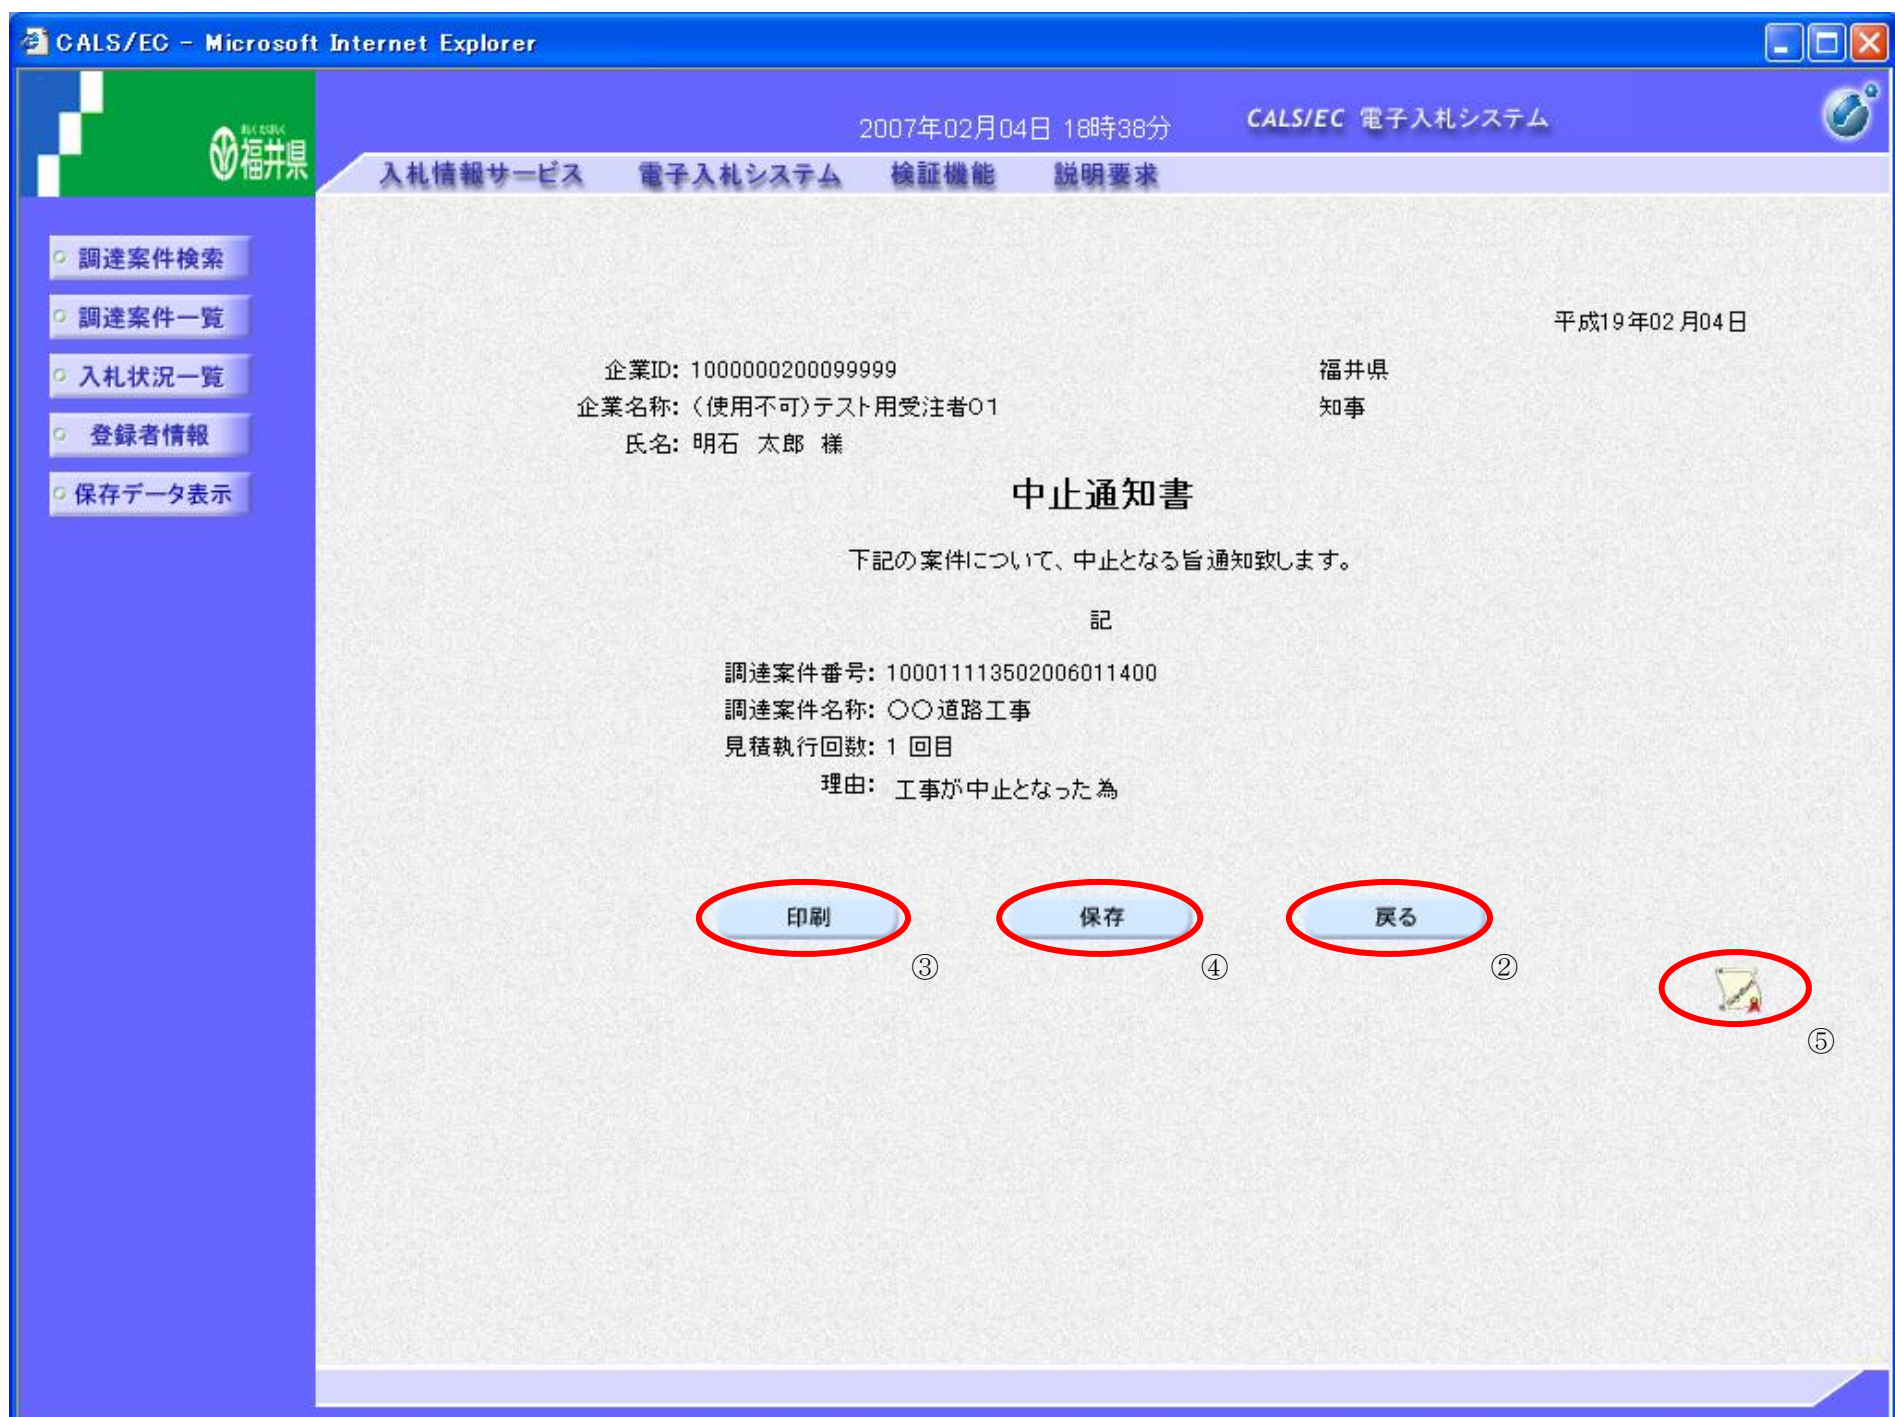 CALS/EC - Microsoft Internet Explorer
福井県
2007年02月04日 18時38分
CALS/EC 電子入札システム
入札情報サービス 電子入札システム 検証機能 説明要求
調達案件検索
調達案件一覧
入札状況一覧
登録者情報
保存データ表示
平成19年02月04日
企業ID: 1000000200099999
企業名称: (使用不可)テスト用受注者01
氏名: 明石 太郎 様
福井県
知事
中止通知書
下記の案件について、中止となる旨通知致します。
記
調達案件番号: 100011113502006011400
調達案件名称: 〇〇道路工事
見積執行回数: 1 回目
理由: 工事が中止となった為
印刷 保存 戻る
③ ④ ②
⑤